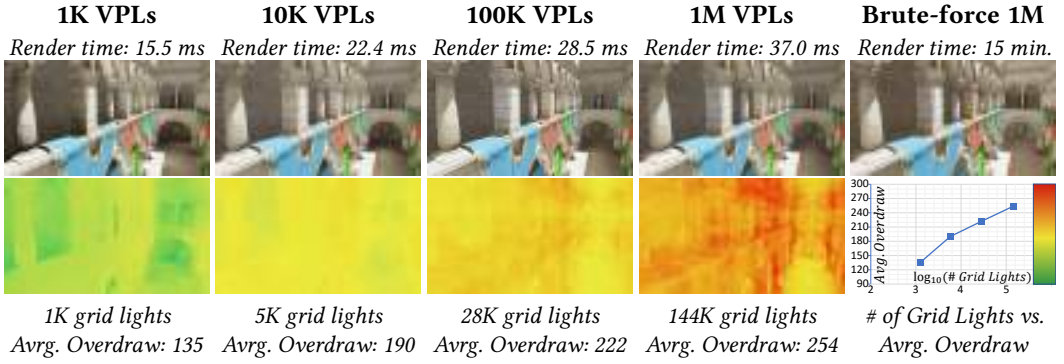 1K VPLs 10K VPLs 100K VPLs 1M VPLs Brute-force 1M
Render time: 15.5 ms Render time: 22.4 ms Render time: 28.5 ms Render time: 37.0 ms Render time: 15 min.
300
270
240
210
180
150
120
90
Avg.Overdraw
log₁₀(# Grid Lights)
2 3 4 5
1K grid lights 5K grid lights 28K grid lights 144K grid lights # of Grid Lights vs.
Avrg. Overdraw: 135 Avrg. Overdraw: 190 Avrg. Overdraw: 222 Avrg. Overdraw: 254 Avrg. Overdraw